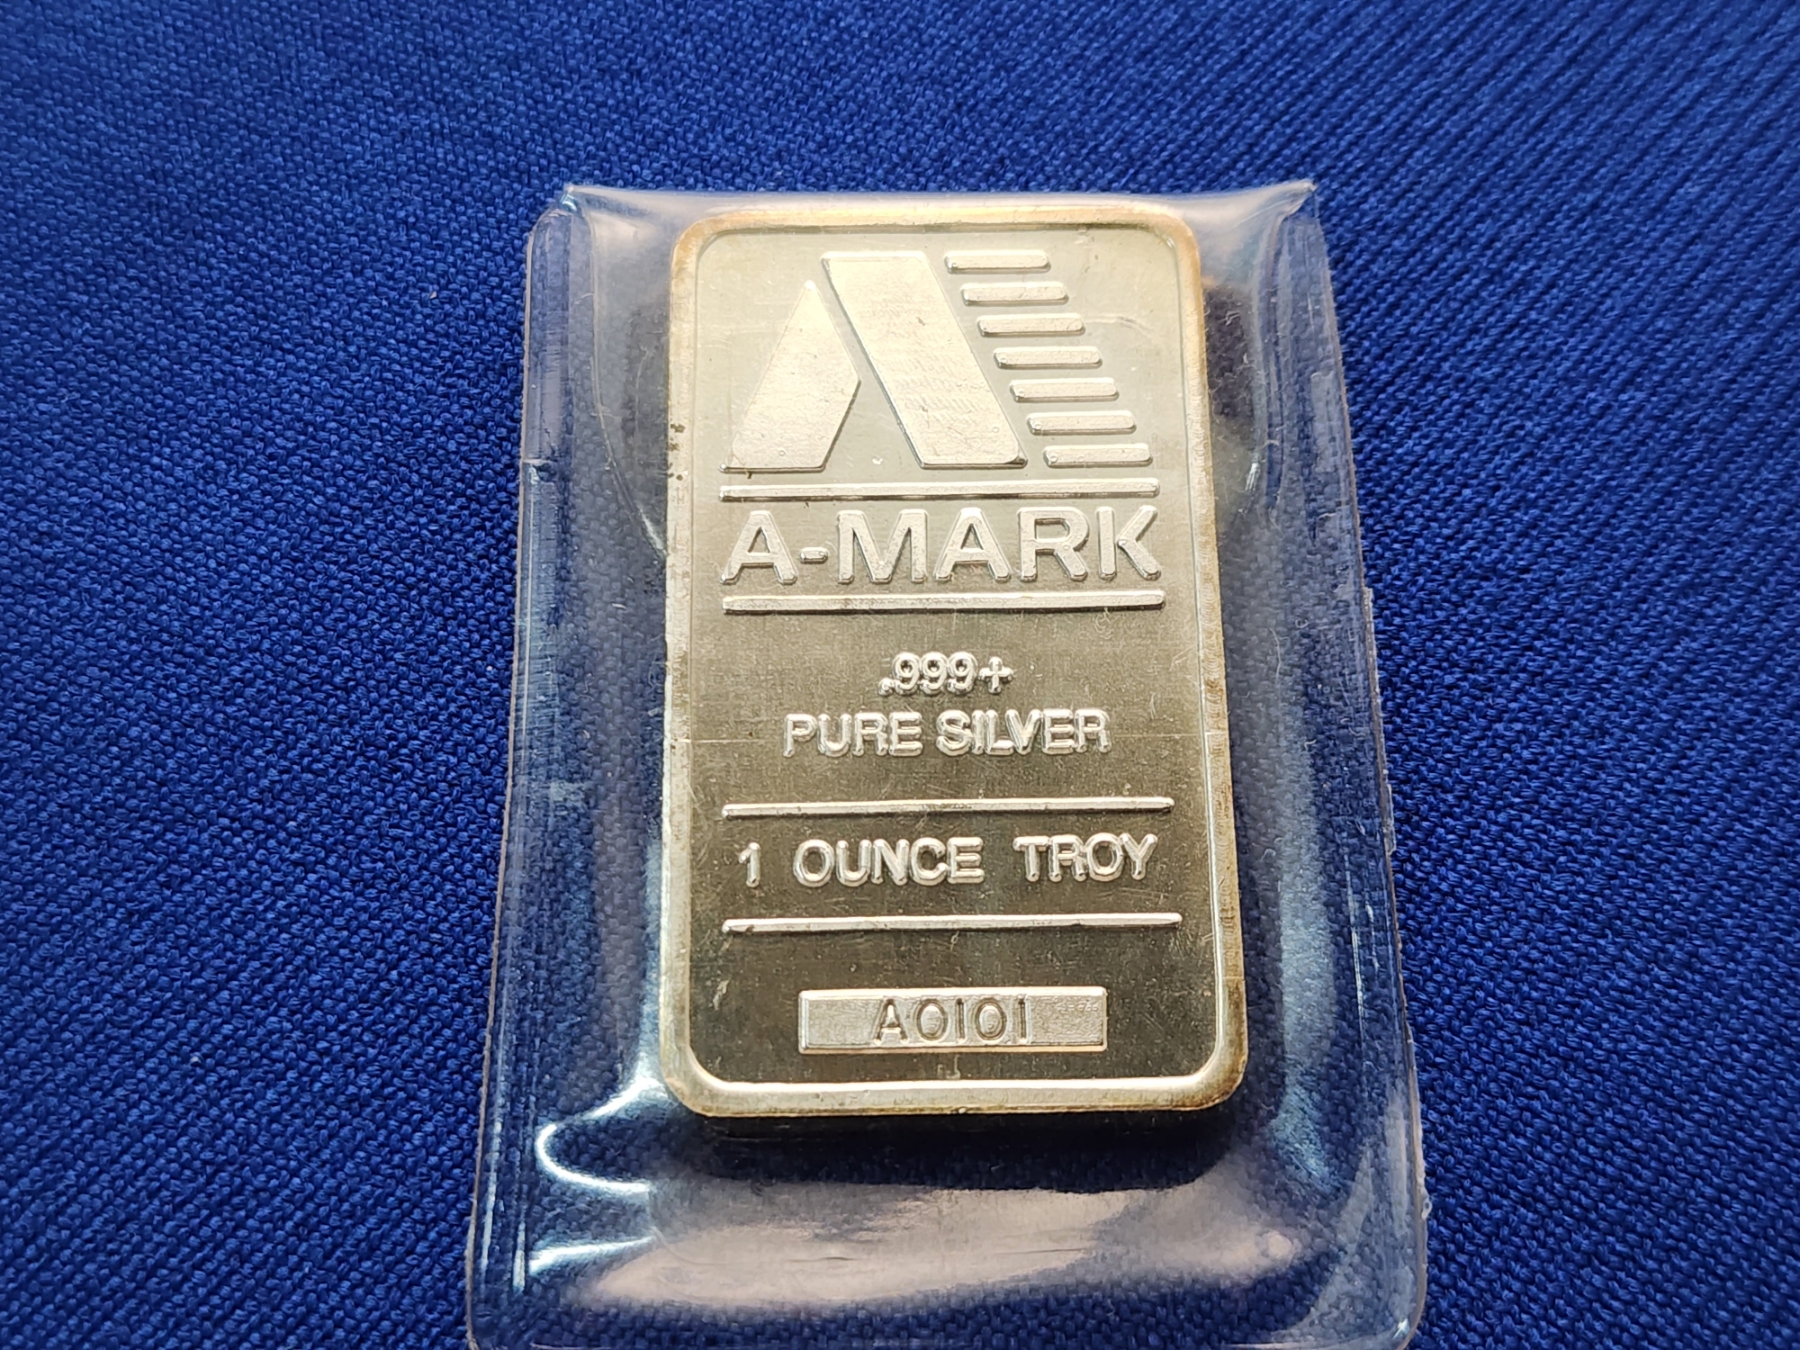 A-MARK
.999+
PURE SILVER
1 OUNCE TROY
A0101